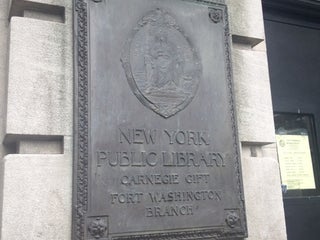 NEW YORK
PUBLIC LIBRARY
CARNEGIE GIFT
FORT WASHINGTON
BRANCH